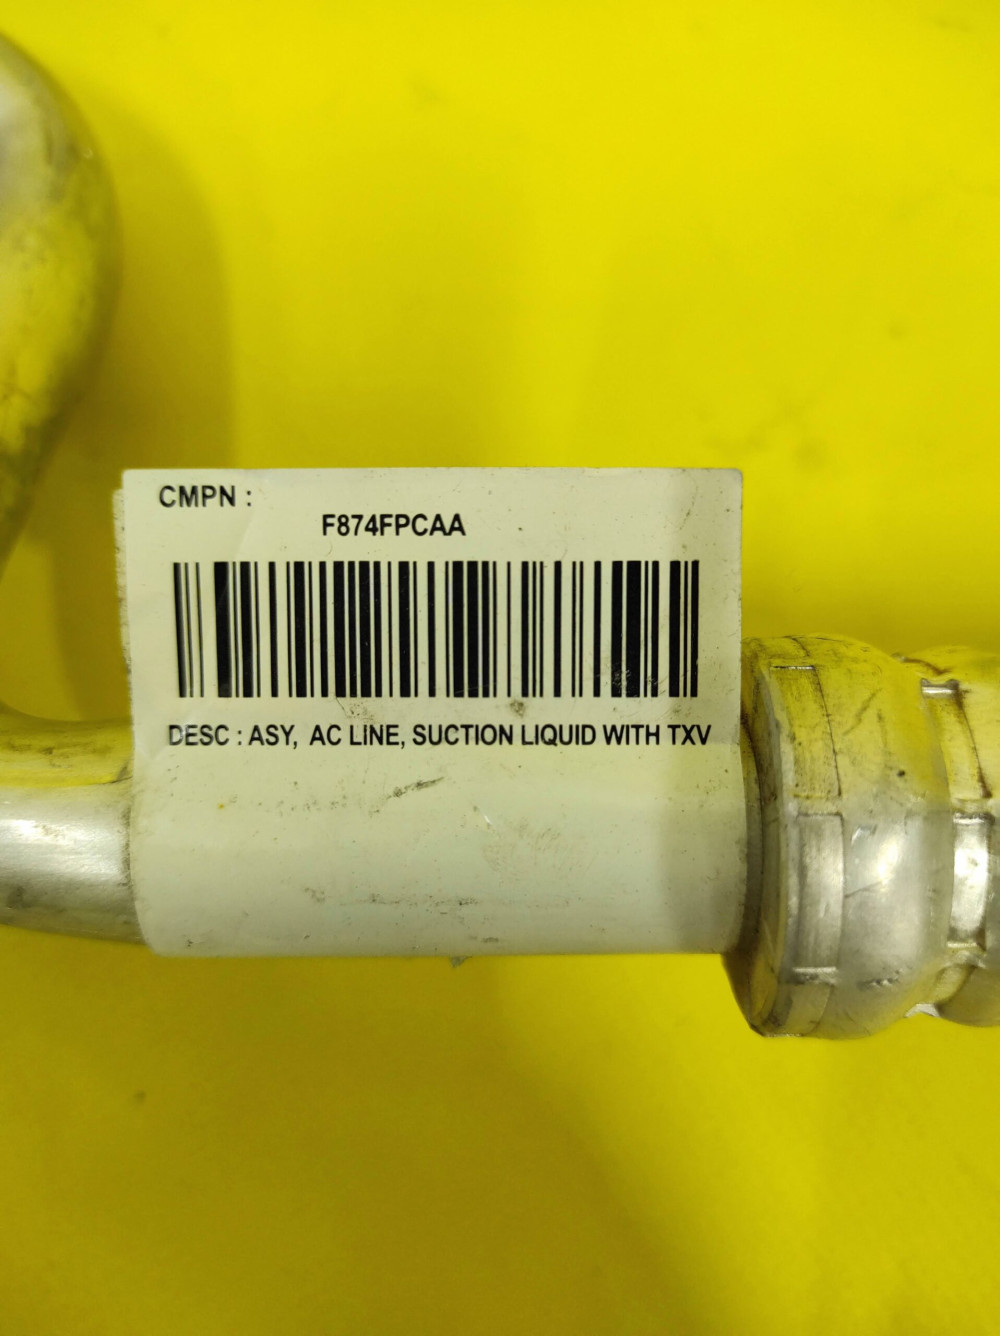 CMPN :
F874FPCAA
DESC : ASY, AC LINE, SUCTION LIQUID WITH TXV